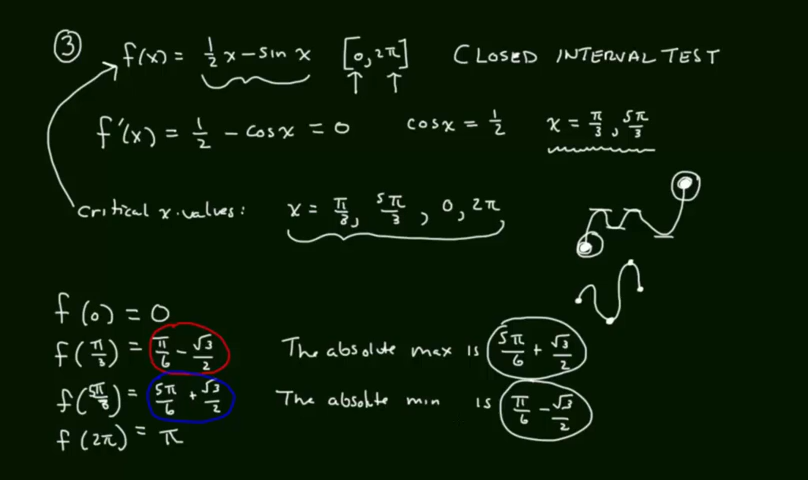 ③ f(x) = 1/2 x - sin x [0, 2π] CLOSED INTERVAL TEST
f'(x) = 1/2 - cos x = 0 cos x = 1/2 x = π/3, 5π/3
Critical x-values: x = π/3, 5π/3, 0, 2π
f(0) = 0
f(π/3) = π/6 - √3/2 The absolute max is 5π/6 + √3/2
f(5π/3) = 5π/6 + √3/2 The absolute min is π/6 - √3/2
f(2π) = π